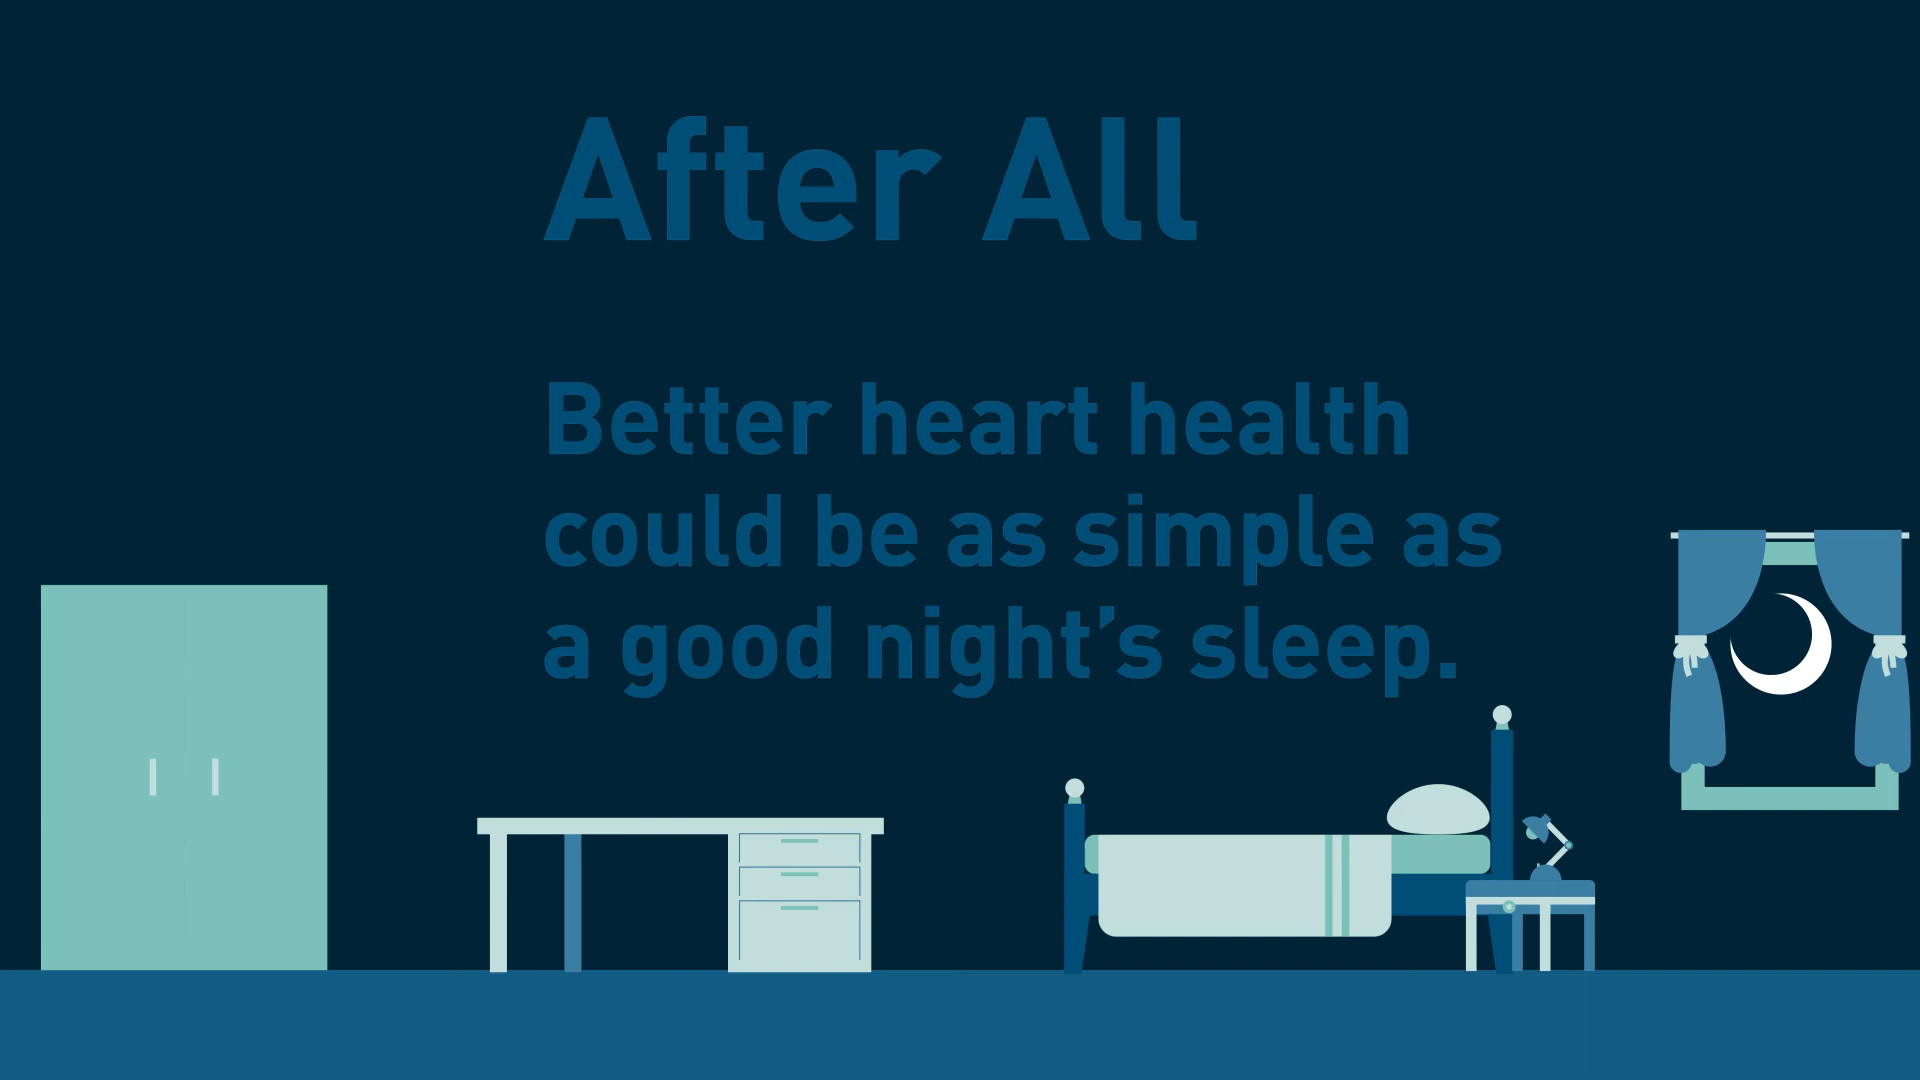 After All
Better heart health
could be as simple as
a good night’s sleep.